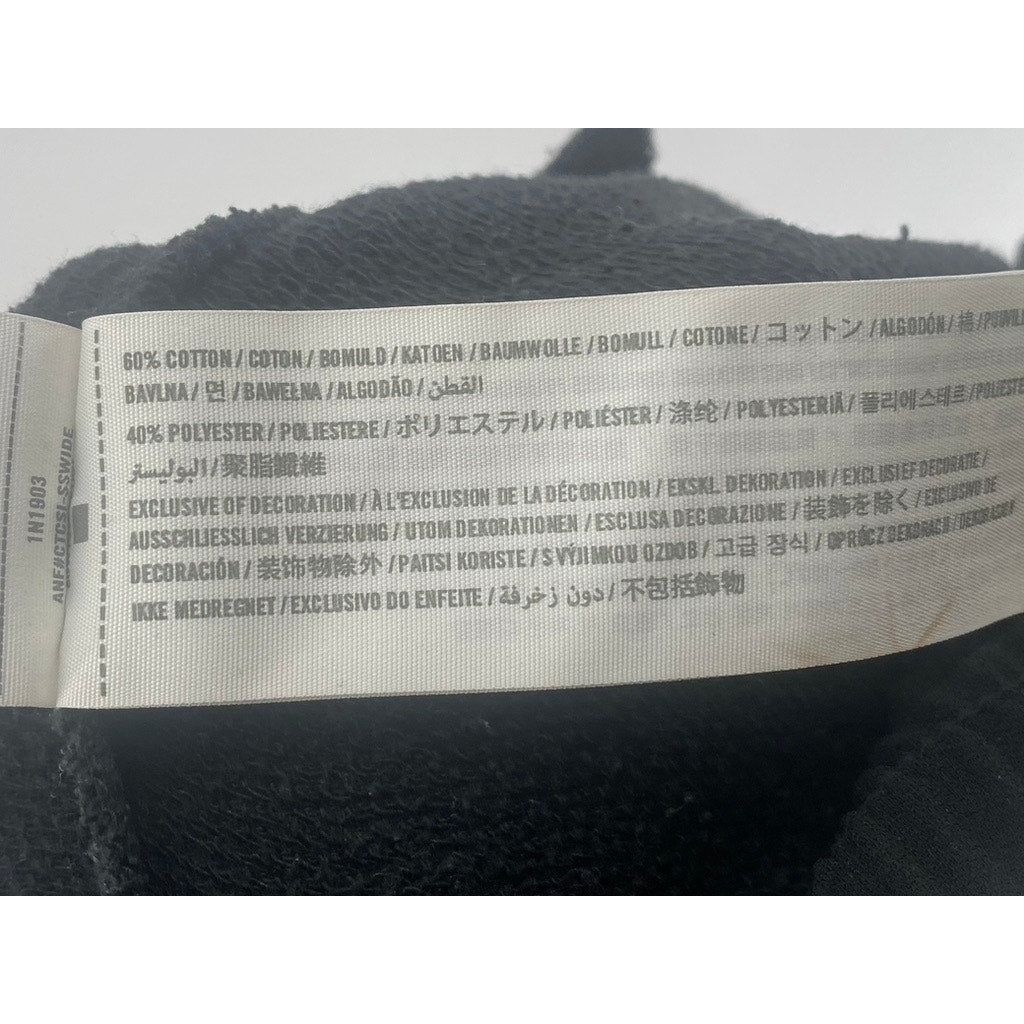 60% COTTON / COTON / BOMULD / KATOEN / BAUMWOLLE / BOMULL / COTONE / コットン / ALGODÓN / 棉 /
BAVLNA / 면 / BAWEŁNA / ALGODÃO / القطن
40% POLYESTER / POLIESTERE / ポリエステル / POLIÉSTER / 涤纶 / POLYESTERIÄ / 폴리에스테르 /
البوليستر / 聚脂纖維
EXCLUSIVE OF DECORATION / À L'EXCLUSION DE LA DÉCORATION / EKSKL. DEKORATION / EXCLUSIEF DECORATIE /
AUSSCHLIESSLICH VERZIERUNG / UTOM DEKORATIONEN / ESCLUSA DECORAZIONE / 装飾を除く / EXCLUSIVO DE
DECORACIÓN / 装饰物除外 / PAITSI KORISTE / S VÝJIMKOU OZDOB / 고급 장식 / OPRÓCZ DEKORACJI / DEKORASJON
IKKE MEDREGNET / EXCLUSIVO DO ENFEITE / دون زخرفة / 不包括飾物
1N1903